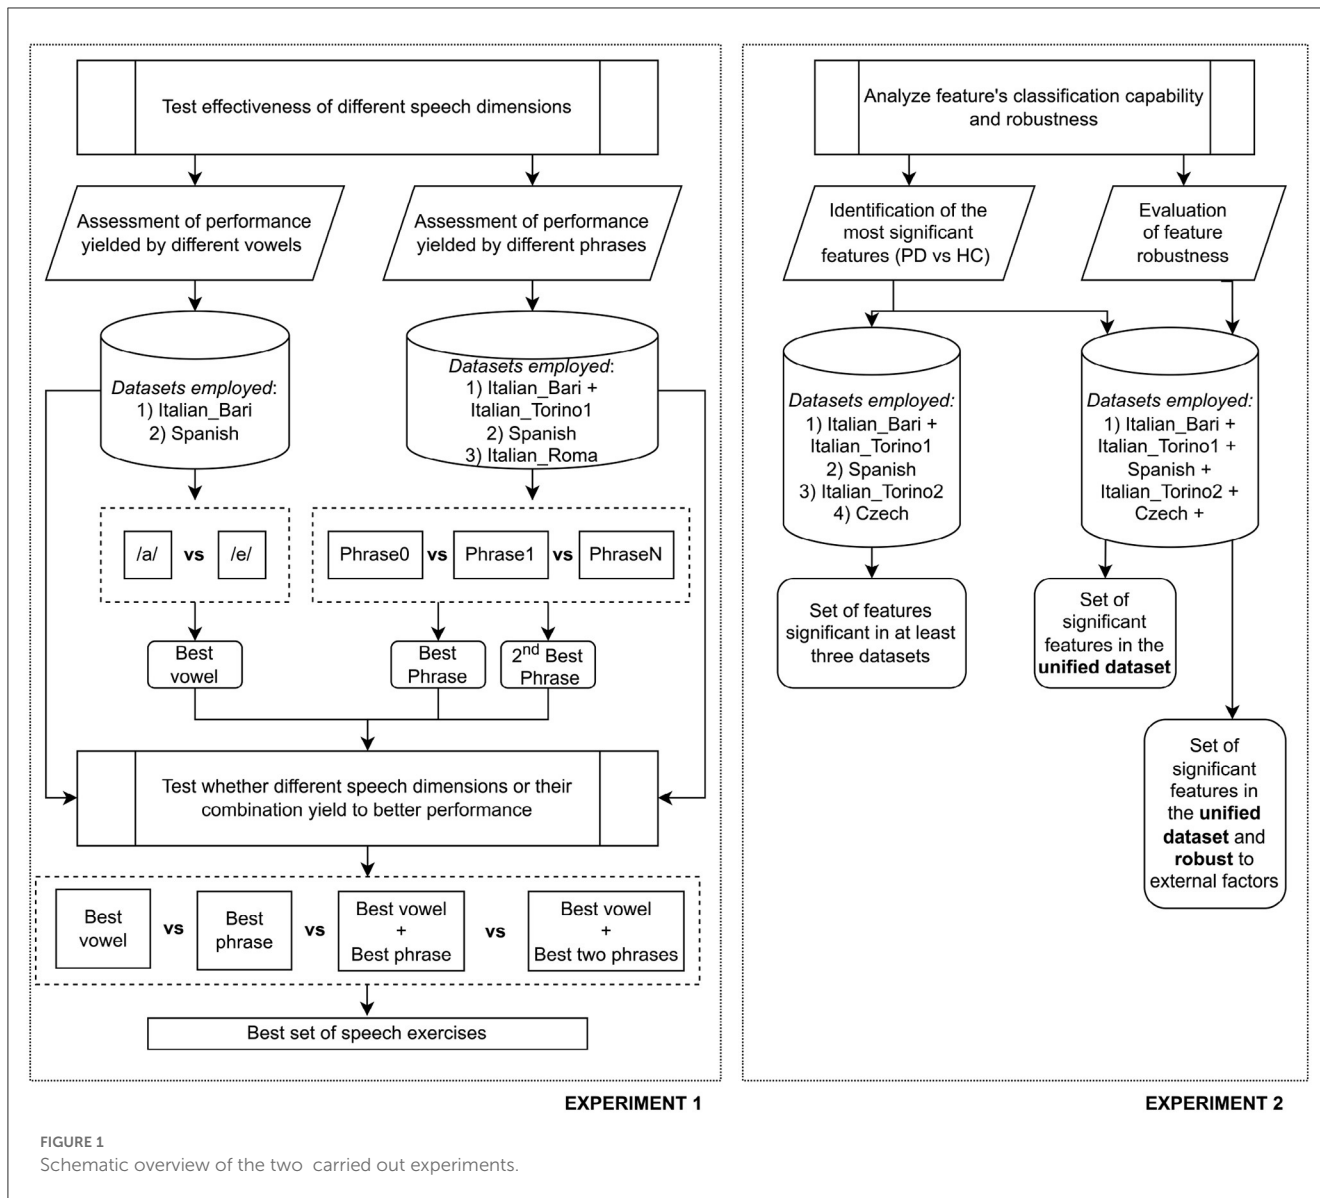 Test effectiveness of different speech dimensions
Assessment of performance
yielded by different vowels
Assessment of performance
yielded by different phrases
Datasets employed:
1) Italian_Bari
2) Spanish
Datasets employed:
1) Italian_Bari +
Italian_Torino1
2) Spanish
3) Italian_Roma
/a/ vs /e/
Phrase0 vs Phrase1 vs PhraseN
Best
vowel
Best
Phrase
2nd Best
Phrase
Test whether different speech dimensions or their
combination yield to better performance
Best
vowel
vs
Best
phrase
vs
Best vowel
+
Best phrase
vs
Best vowel
+
Best two phrases
Best set of speech exercises
EXPERIMENT 1
Analyze feature's classification capability
and robustness
Identification of the
most significant
features (PD vs HC)
Evaluation
of feature
robustness
Datasets employed:
1) Italian_Bari +
Italian_Torino1
2) Spanish
3) Italian_Torino2
4) Czech
Datasets employed:
1) Italian_Bari +
Italian_Torino1 +
Spanish +
Italian_Torino2 +
Czech +
Set of features
significant in at least
three datasets
Set of
significant
features in the
unified dataset
Set of
significant
features in
the unified
dataset and
robust to
external factors
EXPERIMENT 2
FIGURE 1
Schematic overview of the two carried out experiments.